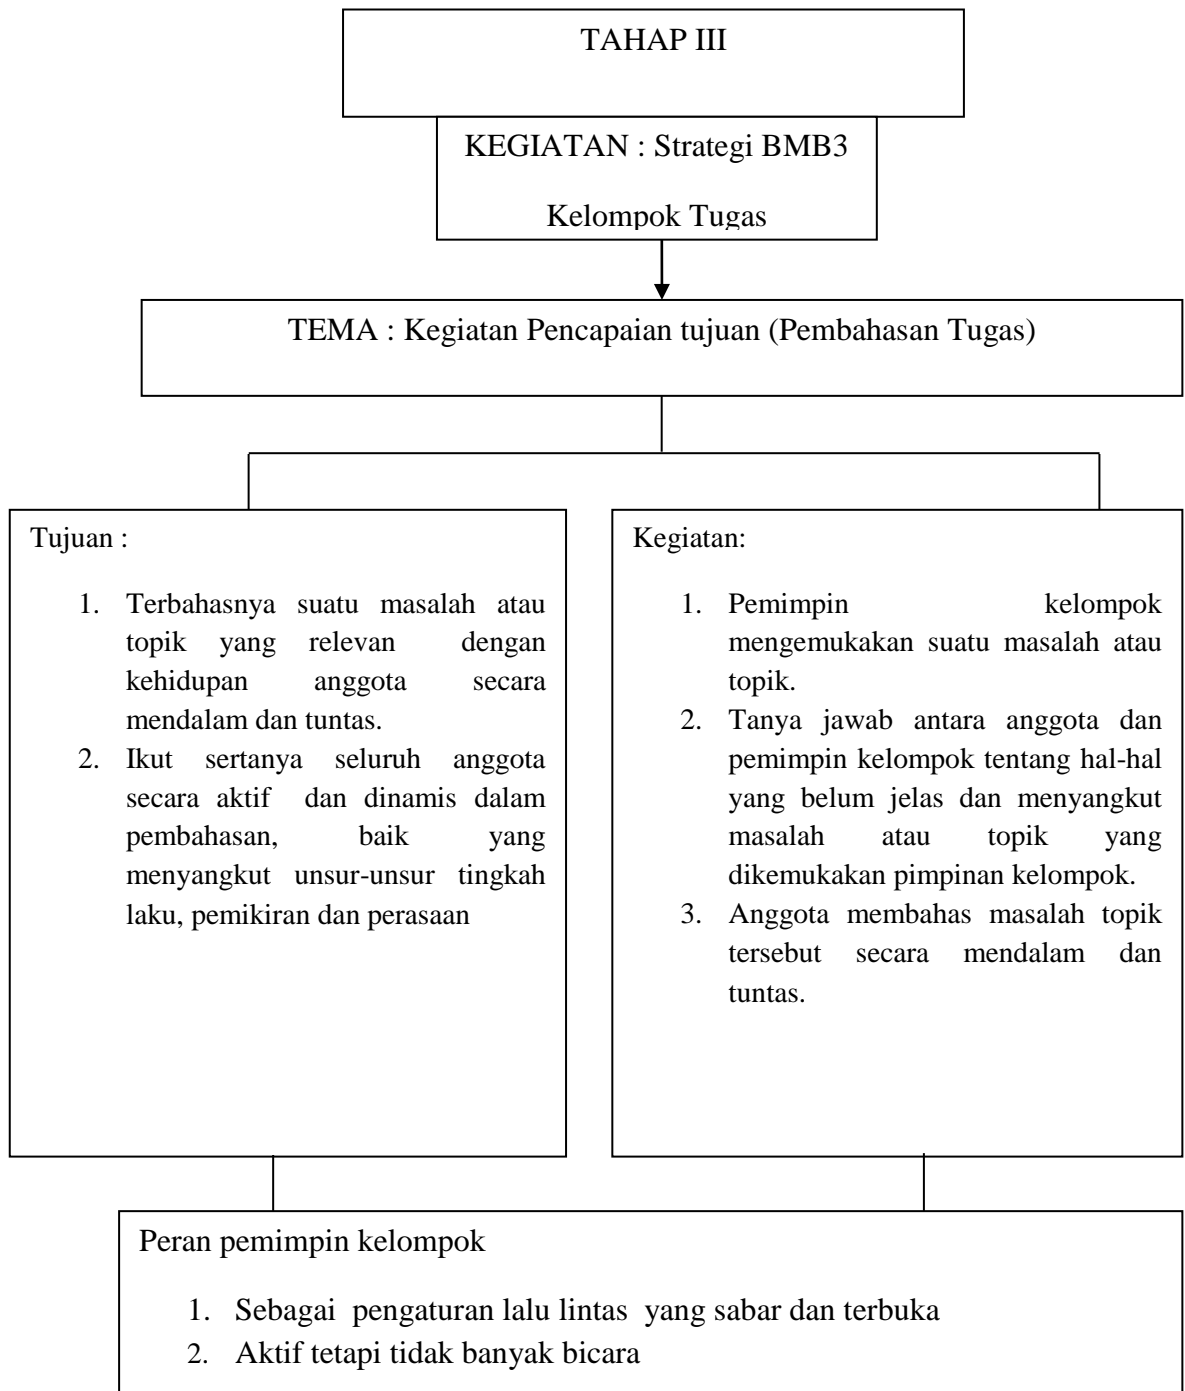 TAHAP III
KEGIATAN : Strategi BMB3
Kelompok Tugas
TEMA : Kegiatan Pencapaian tujuan (Pembahasan Tugas)
Tujuan :
1. Terbahasnya suatu masalah atau
topik yang relevan dengan
kehidupan anggota secara
mendalam dan tuntas.
2. Ikut sertanya seluruh anggota
secara aktif dan dinamis dalam
pembahasan, baik yang
menyangkut unsur-unsur tingkah
laku, pemikiran dan perasaan
Kegiatan:
1. Pemimpin kelompok
mengemukakan suatu masalah atau
topik.
2. Tanya jawab antara anggota dan
pemimpin kelompok tentang hal-hal
yang belum jelas dan menyangkut
masalah atau topik yang
dikemukakan pimpinan kelompok.
3. Anggota membahas masalah topik
tersebut secara mendalam dan
tuntas.
Peran pemimpin kelompok
1. Sebagai pengaturan lalu lintas yang sabar dan terbuka
2. Aktif tetapi tidak banyak bicara